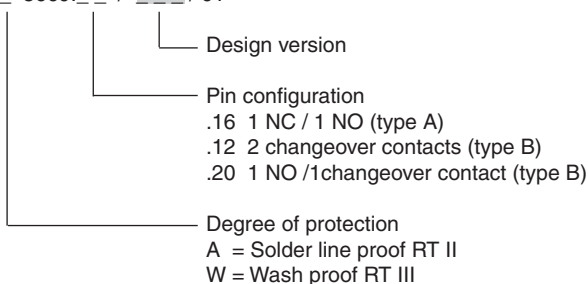 Design version
Pin configuration
.16 1 NC / 1 NO (type A)
.12 2 changeover contacts (type B)
.20 1 NO /1changeover contact (type B)
Degree of protection
A = Solder line proof RT II
W = Wash proof RT III